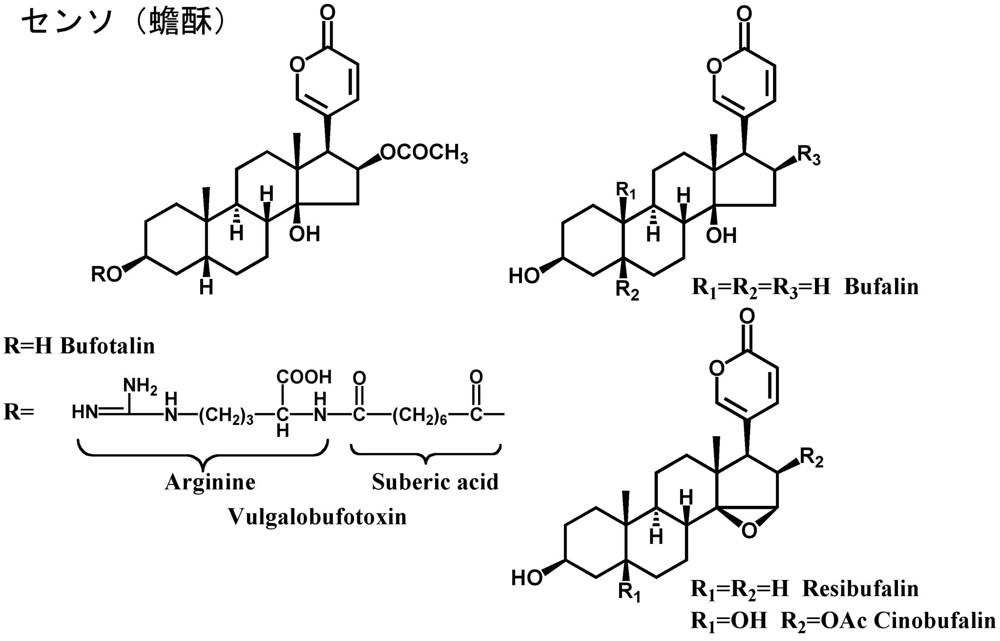 センソ（蟾酥）
O
O
OCOCH3
H
H
OH
RO
H
R=H Bufotalin
R=
HN
NH2
H
N
(CH2)3
COOH
C
H
H
N
O
C
(CH2)6
O
C
Arginine
Suberic acid
Vulgalobufotoxin
O
O
R3
R1
H
H
OH
HO
R2
R1=R2=R3=H Bufalin
O
O
R2
H
H
O
HO
R1
R1=R2=H Resibufalin
R1=OH R2=OAc Cinobufalin